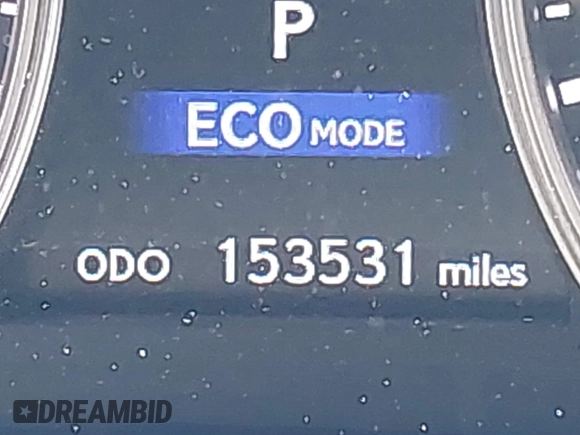 P
ECO MODE
ODO 153531 miles
DREAMBID